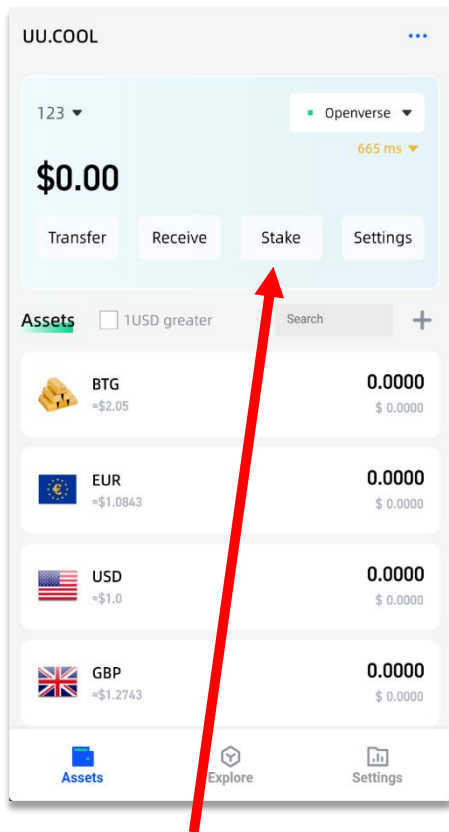 UU.COOL
123
Openverse
665 ms
$0.00
Transfer Receive Stake Settings
Assets 1USD greater Search
BTG 0.0000
≈$2.05 $ 0.0000
EUR 0.0000
≈$1.0843 $ 0.0000
USD 0.0000
≈$1.0 $ 0.0000
GBP 0.0000
≈$1.2743 $ 0.0000
Assets Explore Settings